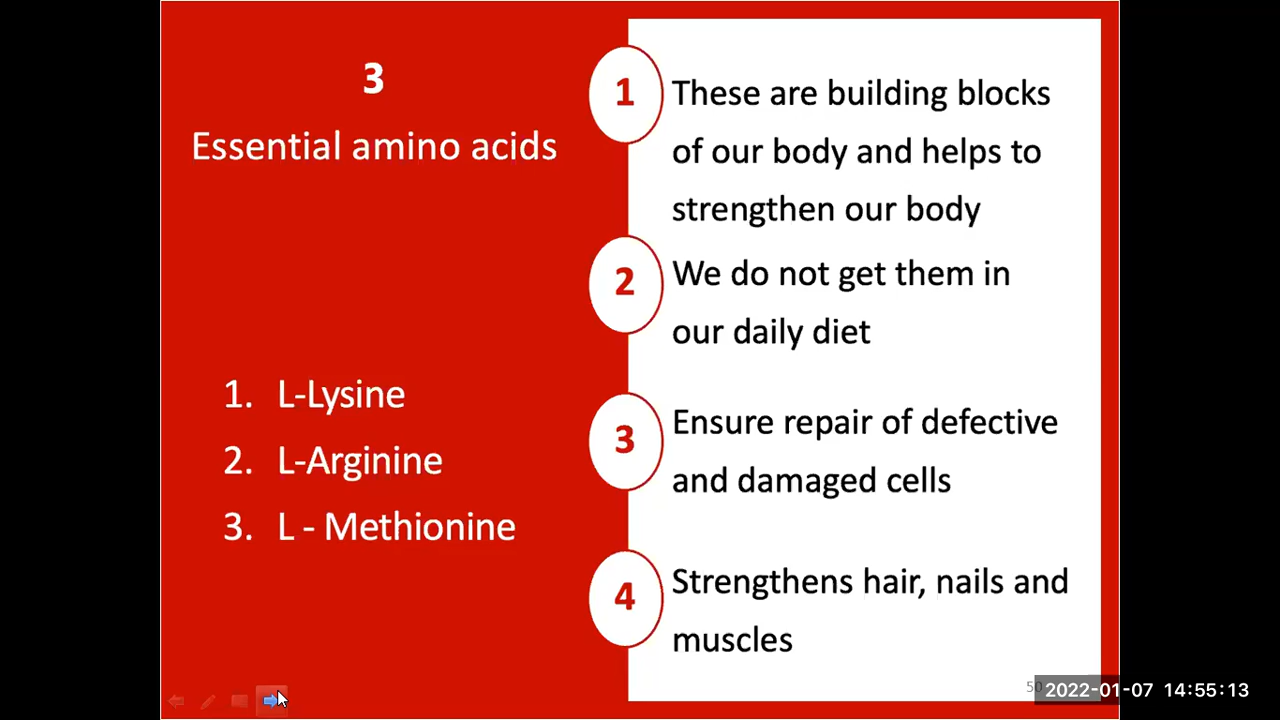 3
Essential amino acids
1. L-Lysine
2. L-Arginine
3. L - Methionine
1
These are building blocks
of our body and helps to
strengthen our body
2
We do not get them in
our daily diet
3
Ensure repair of defective
and damaged cells
4
Strengthens hair, nails and
muscles
2022-01-07 14:55:13